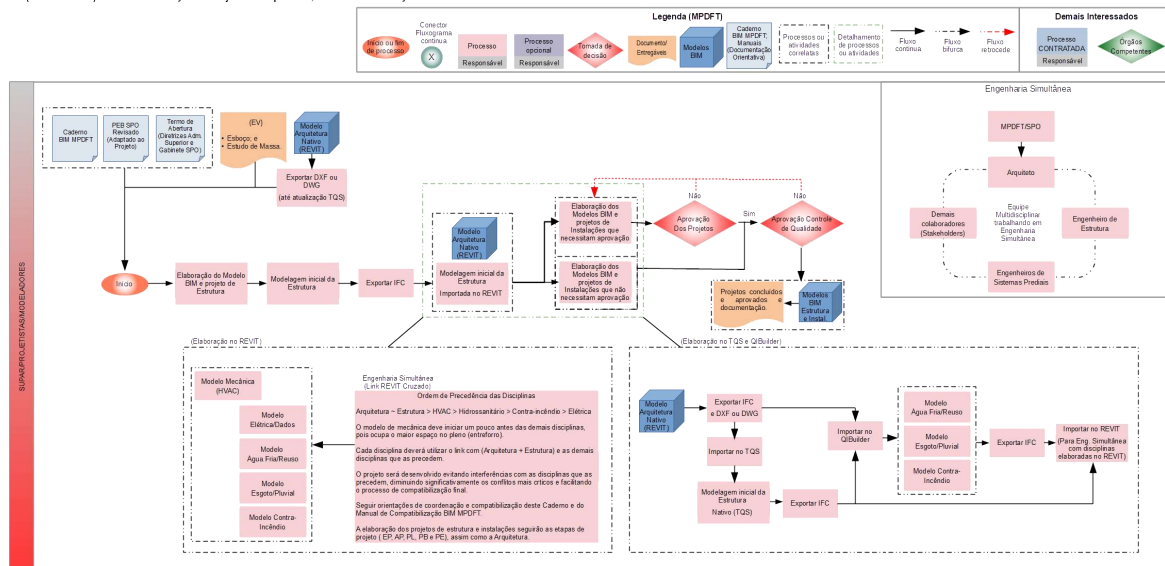 Legenda (MPDFT)
Demais Interessados
Início ou fim
de processo
Conector
Fluxograma
continua
X
Processo
Responsável
Processo
opcional
Responsável
Tomada de
decisão
Documento/
Entregáveis
Modelos
BIM
Caderno
BIM MPDFT;
Manuais
(Documentação
Orientativa)
Processos ou
atividades
correlatas
Detalhamento
de processos
ou atividades
Fluxo
continua
Fluxo
bifurca
Fluxo
retrocede
Processo
CONTRATADA
Responsável
Órgãos
Competentes
SUPAR/PROJETISTAS/MODELADORES
Caderno
BIM MPDFT
PEB SPO
Revisado
(Adaptado ao
Projeto)
Termo de
Abertura
(Diretrizes Adm.
Superior e
Gabinete SPO)
(EV)
• Esboço; e
• Estudo de Massa.
Modelo
Arquitetura
Nativo
(REVIT)
Exportar DXF ou
DWG
(até atualização TQS)
Início
Elaboração do Modelo
BIM e projeto de
Estrutura
Modelagem inicial da
Estrutura
Exportar IFC
Modelo
Arquitetura
Nativo
(REVIT)
Modelagem inicial da
Estrutura
Importada no REVIT
Elaboração dos
Modelos BIM e
projetos de
Instalações que
necessitam aprovação
Elaboração dos
Modelos BIM e
projetos de
Instalações que não
necessitam aprovação
Não
Aprovação
Dos Projetos
Sim
Não
Aprovação Controle
de Qualidade
Projetos concluídos
e aprovados e
documentação.
Modelos
BIM
Estrutura
e Instal.
Engenharia Simultânea
MPDFT/SPO
Arquiteto
Demais
colaboradores
(Stakeholders)
Equipe
Multidisciplinar
trabalhando em
Engenharia
Simultânea
Engenheiro de
Estrutura
Engenheiros de
Sistemas Prediais
(Elaboração no REVIT)
Modelo Mecânica
(HVAC)
Modelo
Elétrica/Dados
Modelo
Água Fria/Reuso
Modelo
Esgoto/Pluvial
Modelo Contra-
Incêndio
Engenharia Simultânea
(Link REVIT Cruzado)
Ordem de Precedência das Disciplinas
Arquitetura ~ Estrutura > HVAC > Hidrossanitário > Contra-incêndio > Elétrica
O modelo de mecânica deve iniciar um pouco antes das demais disciplinas,
pois ocupa o maior espaço no pleno (entreforro).
Cada disciplina deverá utilizar o link com (Arquitetura + Estrutura) e as demais
disciplinas que as precedem.
O projeto será desenvolvido evitando interferências com as disciplinas que as
precedem, diminuindo significativamente os conflitos mais críticos e facilitando
o processo de compatibilização final.
Seguir orientações de coordenação e compatibilização deste Caderno e do
Manual de Compatibilização BIM MPDFT.
A elaboração dos projetos de estrutura e instalações seguirão as etapas de
projeto ( EP, AP, PL, PB e PE), assim como a Arquitetura.
(Elaboração no TQS e QIBuilder)
Modelo
Arquitetura
Nativo
(REVIT)
Exportar IFC
e DXF ou DWG
Importar no TQS
Modelagem inicial da
Estrutura
Nativo (TQS)
Exportar IFC
Importar no
QIBuilder
Modelo
Água Fria/Reuso
Modelo
Esgoto/Pluvial
Modelo Contra-
Incêndio
Exportar IFC
Importar no REVIT
(Para Eng. Simultânea
com disciplinas
elaboradas no REVIT)